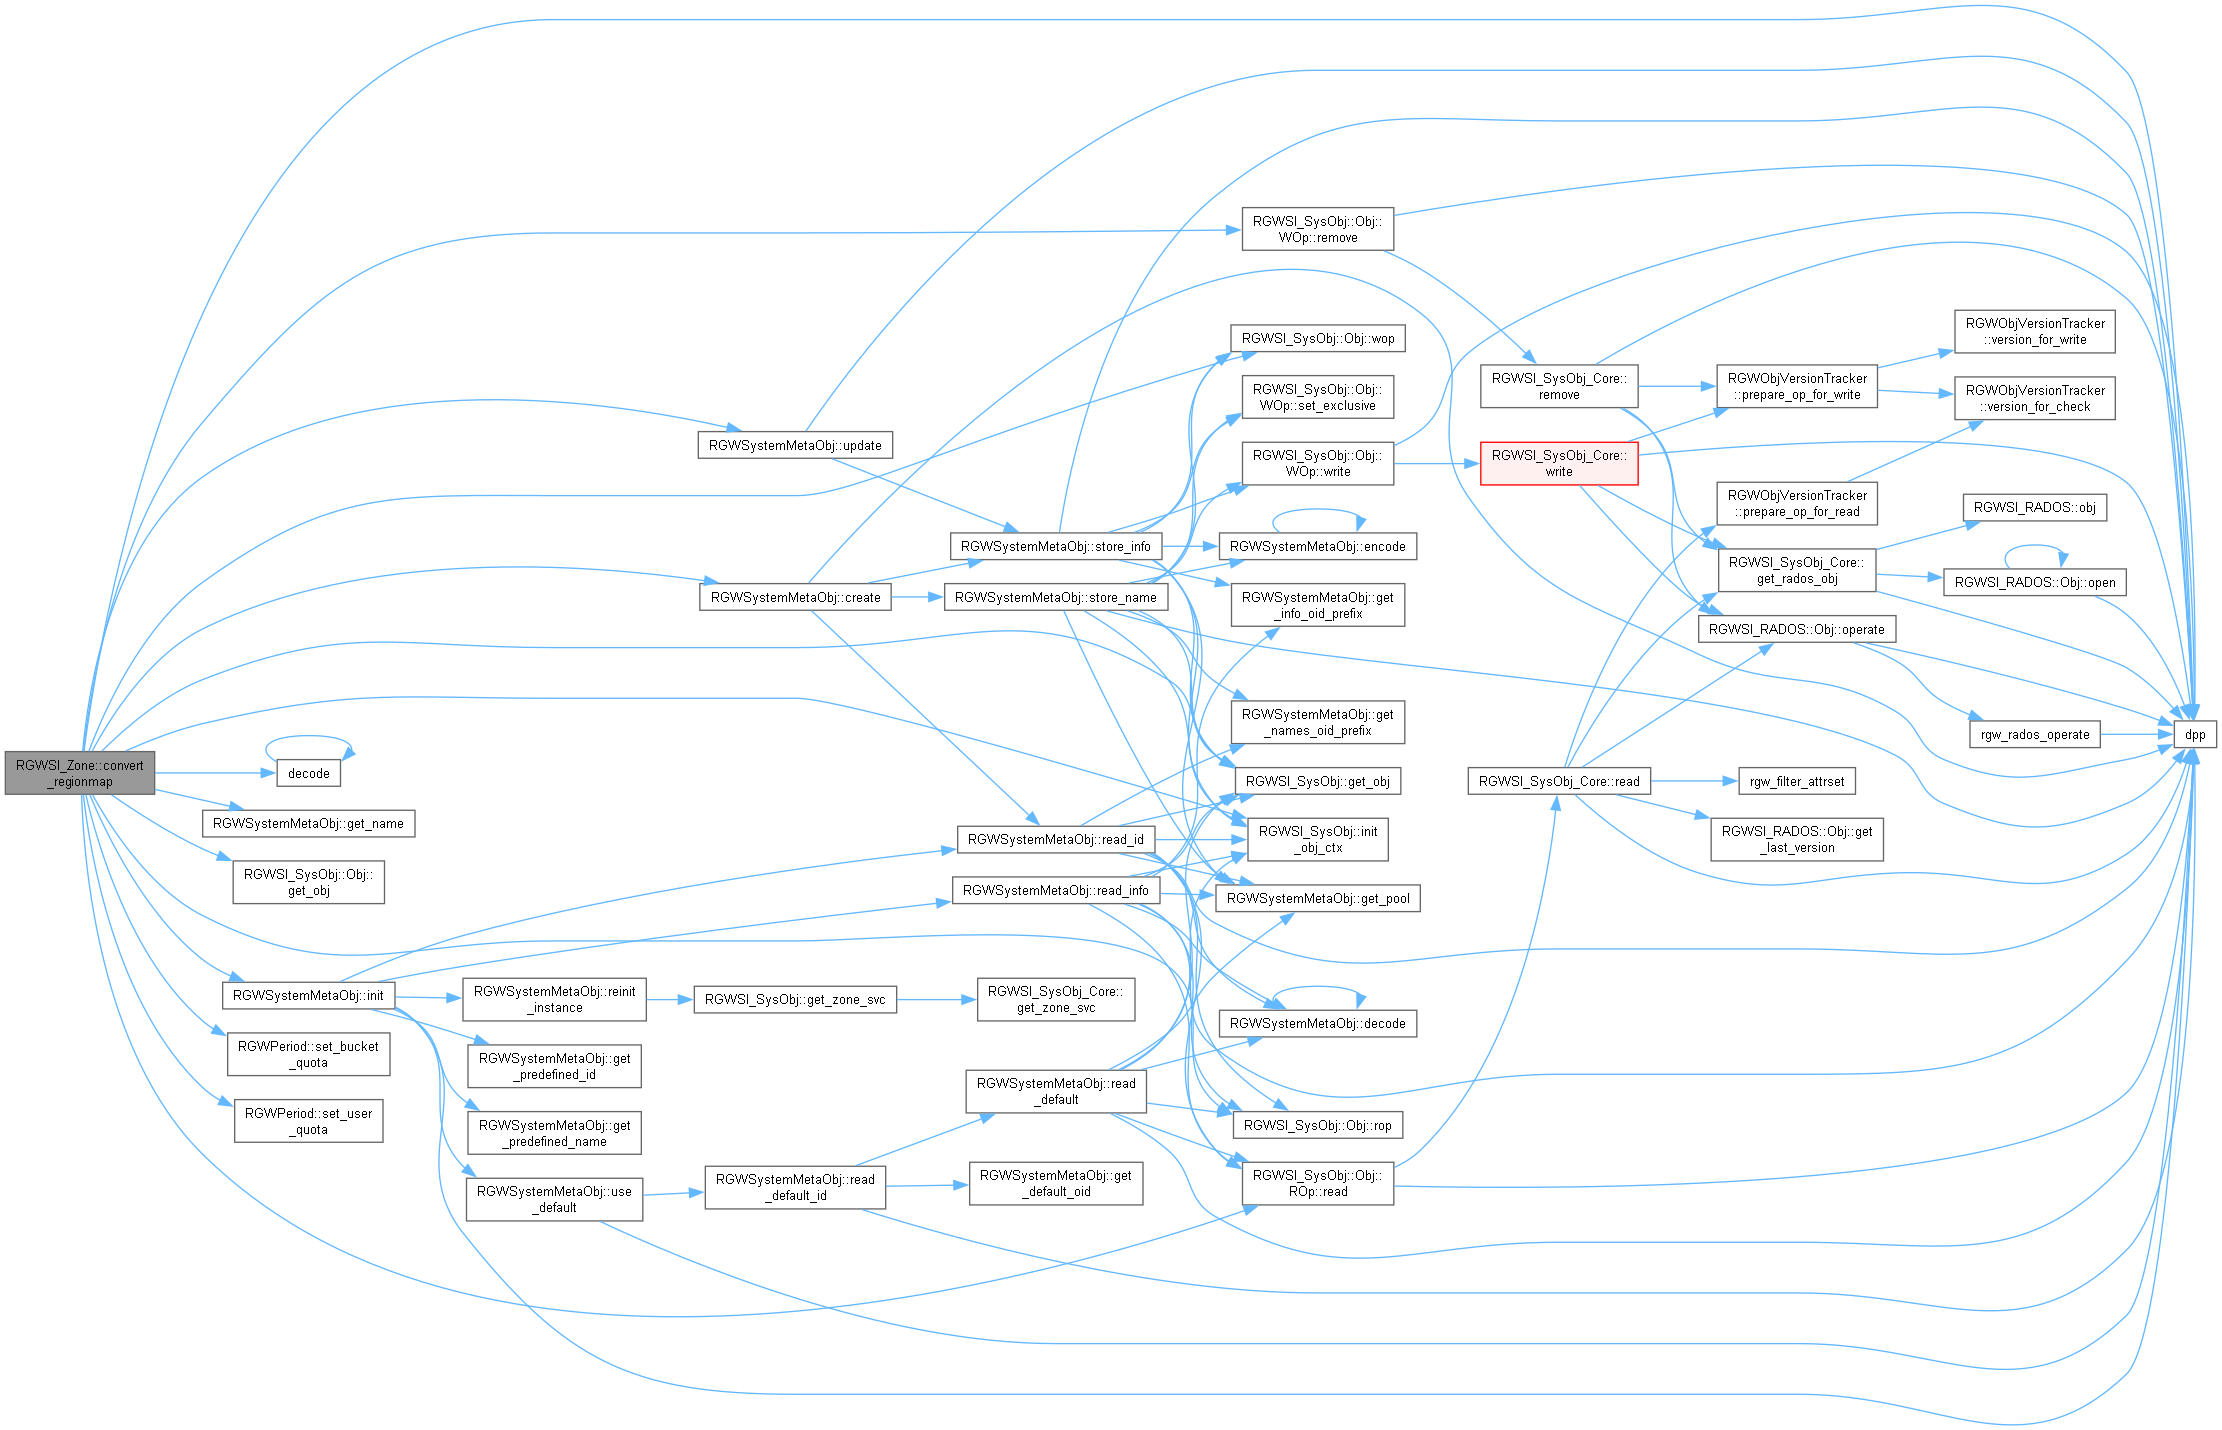 RGWSI_Zone::convert
_regionmap
decode
RGWSystemMetaObj::get_name
RGWSI_SysObj::Obj::
get_obj
RGWSystemMetaObj::init
RGWPeriod::set_bucket
_quota
RGWPeriod::set_user
_quota
RGWSystemMetaObj::reinit
_instance
RGWSystemMetaObj::get
_predefined_id
RGWSystemMetaObj::get
_predefined_name
RGWSystemMetaObj::use
_default
RGWSystemMetaObj::update
RGWSystemMetaObj::create
RGWSI_SysObj::get_zone_svc
RGWSystemMetaObj::read
_default_id
RGWSystemMetaObj::store_info
RGWSystemMetaObj::store_name
RGWSystemMetaObj::read_id
RGWSystemMetaObj::read_info
RGWSI_SysObj_Core::
get_zone_svc
RGWSystemMetaObj::read
_default
RGWSystemMetaObj::get
_default_oid
RGWSI_SysObj::Obj::
WOp::remove
RGWSI_SysObj::Obj::wop
RGWSI_SysObj::Obj::
WOp::set_exclusive
RGWSI_SysObj::Obj::
WOp::write
RGWSystemMetaObj::encode
RGWSystemMetaObj::get
_info_oid_prefix
RGWSystemMetaObj::get
_names_oid_prefix
RGWSI_SysObj::get_obj
RGWSI_SysObj::init
_obj_ctx
RGWSystemMetaObj::get_pool
RGWSystemMetaObj::decode
RGWSI_SysObj::Obj::rop
RGWSI_SysObj::Obj::
ROp::read
RGWSI_SysObj_Core::
remove
RGWSI_SysObj_Core::
write
RGWSI_SysObj_Core::read
RGWObjVersionTracker
::prepare_op_for_write
RGWObjVersionTracker
::prepare_op_for_read
RGWSI_SysObj_Core::
get_rados_obj
RGWSI_RADOS::Obj::operate
rgw_filter_attrset
RGWSI_RADOS::Obj::get
_last_version
RGWObjVersionTracker
::version_for_write
RGWObjVersionTracker
::version_for_check
RGWSI_RADOS::obj
RGWSI_RADOS::Obj::open
rgw_rados_operate
dpp